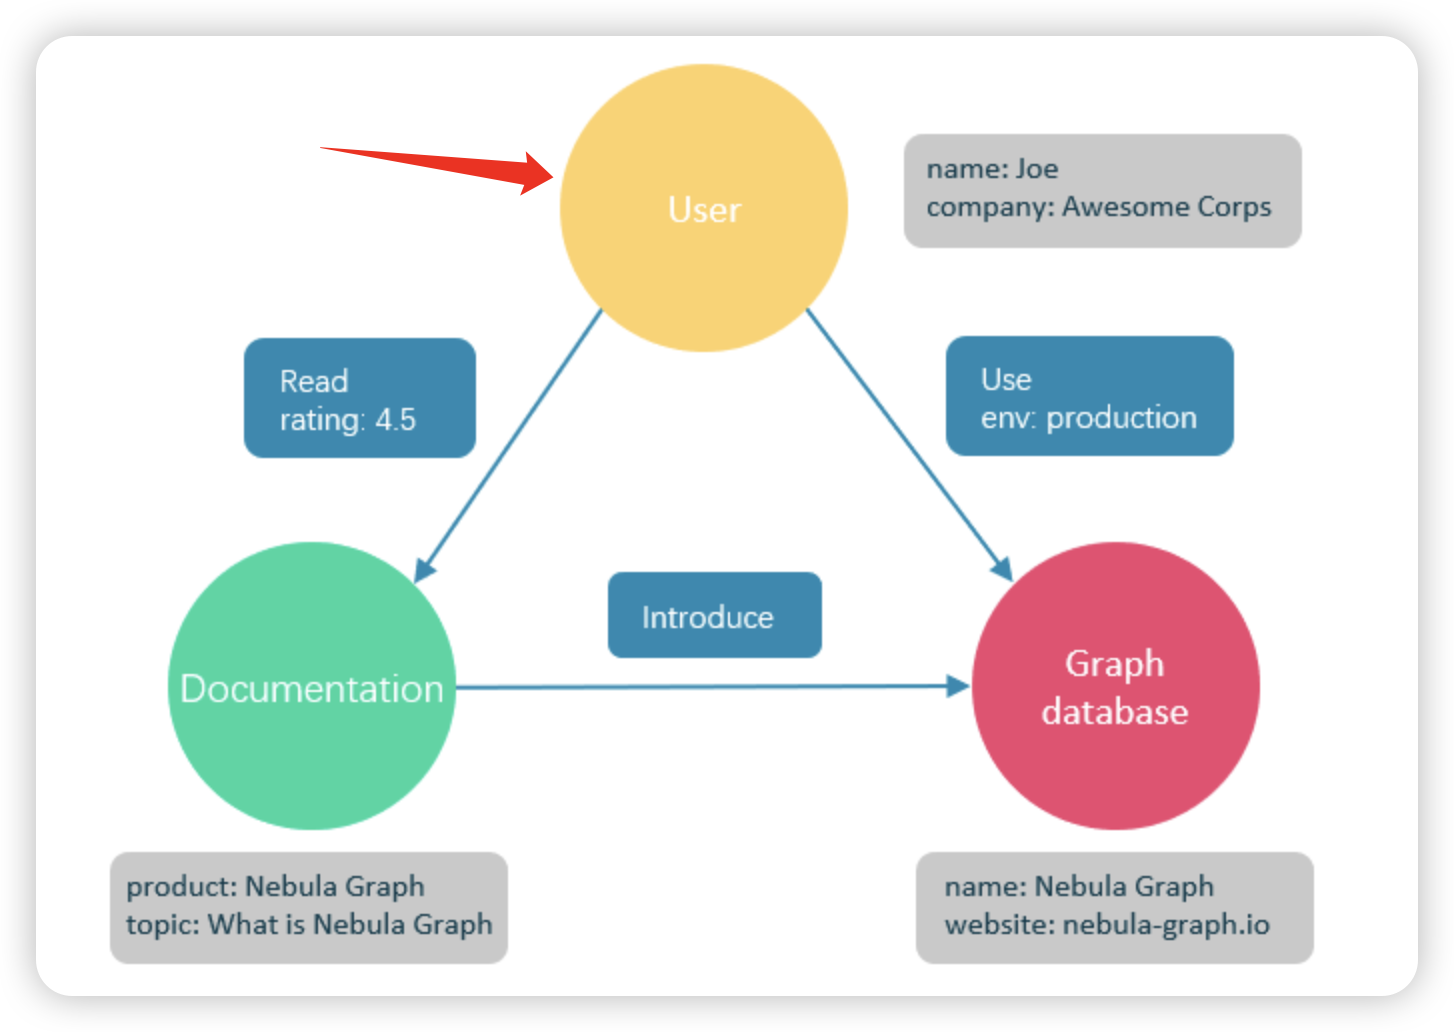 User
name: Joe
company: Awesome Corps
Read
rating: 4.5
Use
env: production
Introduce
Documentation
Graph
database
product: Nebula Graph
topic: What is Nebula Graph
name: Nebula Graph
website: nebula-graph.io